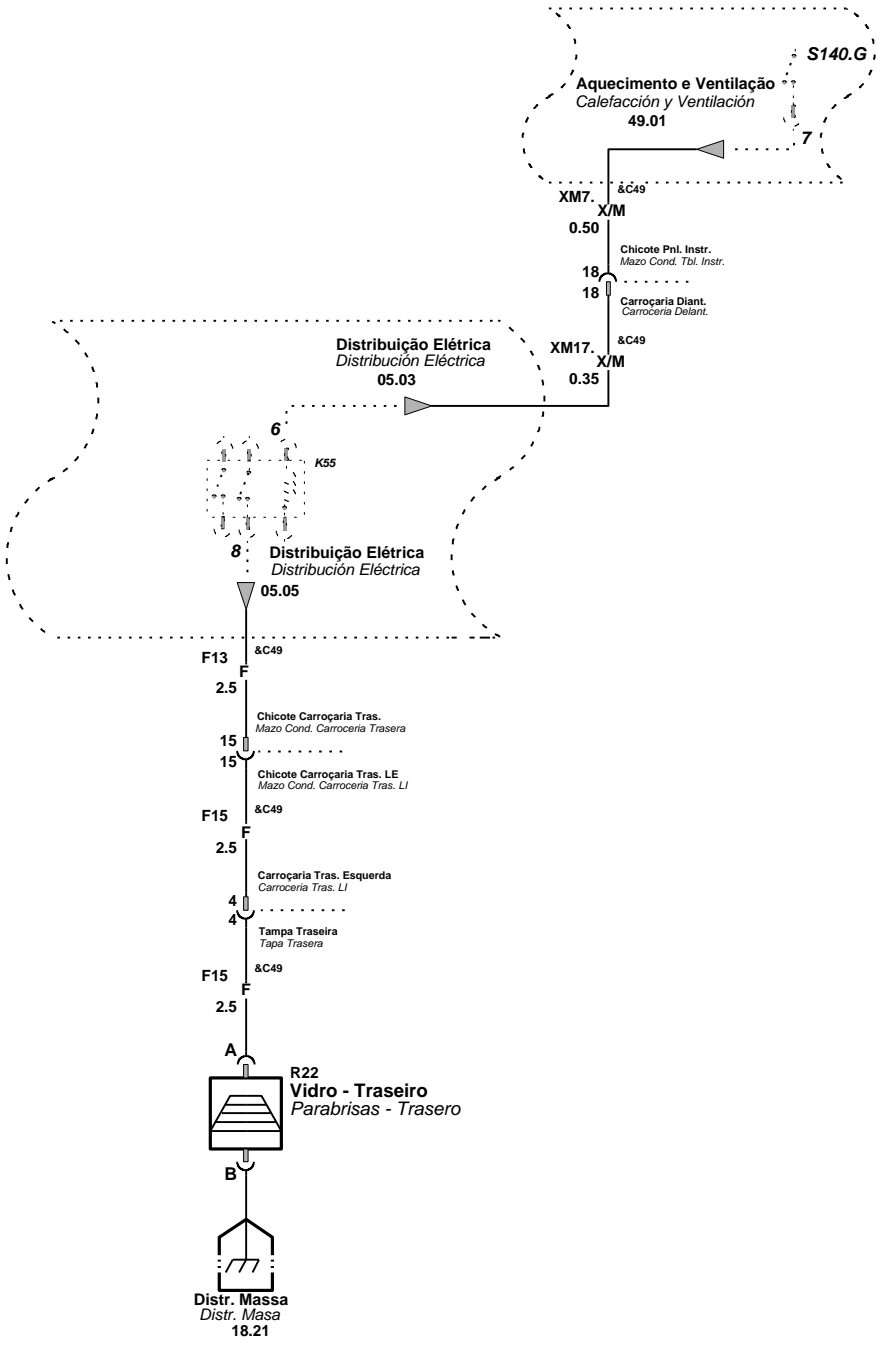 S140.G
Aquecimento e Ventilação
Calefacción y Ventilación
49.01
7
&C49
XM7.
X/M
0.50
Chicote Pnl. Instr.
Mazo Cond. Tbl. Instr.
18
18
Carroçaria Diant.
Carroceria Delant.
&C49
XM17.
X/M
0.35
Distribuição Elétrica
Distribución Eléctrica
05.03
6
K55
8
Distribuição Elétrica
Distribución Eléctrica
05.05
&C49
F13
F
2.5
Chicote Carroçaria Tras.
Mazo Cond. Carroceria Trasera
15
15
Chicote Carroçaria Tras. LE
Mazo Cond. Carroceria Tras. LI
&C49
F15
F
2.5
Carroçaria Tras. Esquerda
Carroceria Tras. LI
4
4
Tampa Traseira
Tapa Trasera
&C49
F15
F
2.5
A
R22
Vidro - Traseiro
Parabrisas - Trasero
B
Distr. Massa
Distr. Masa
18.21